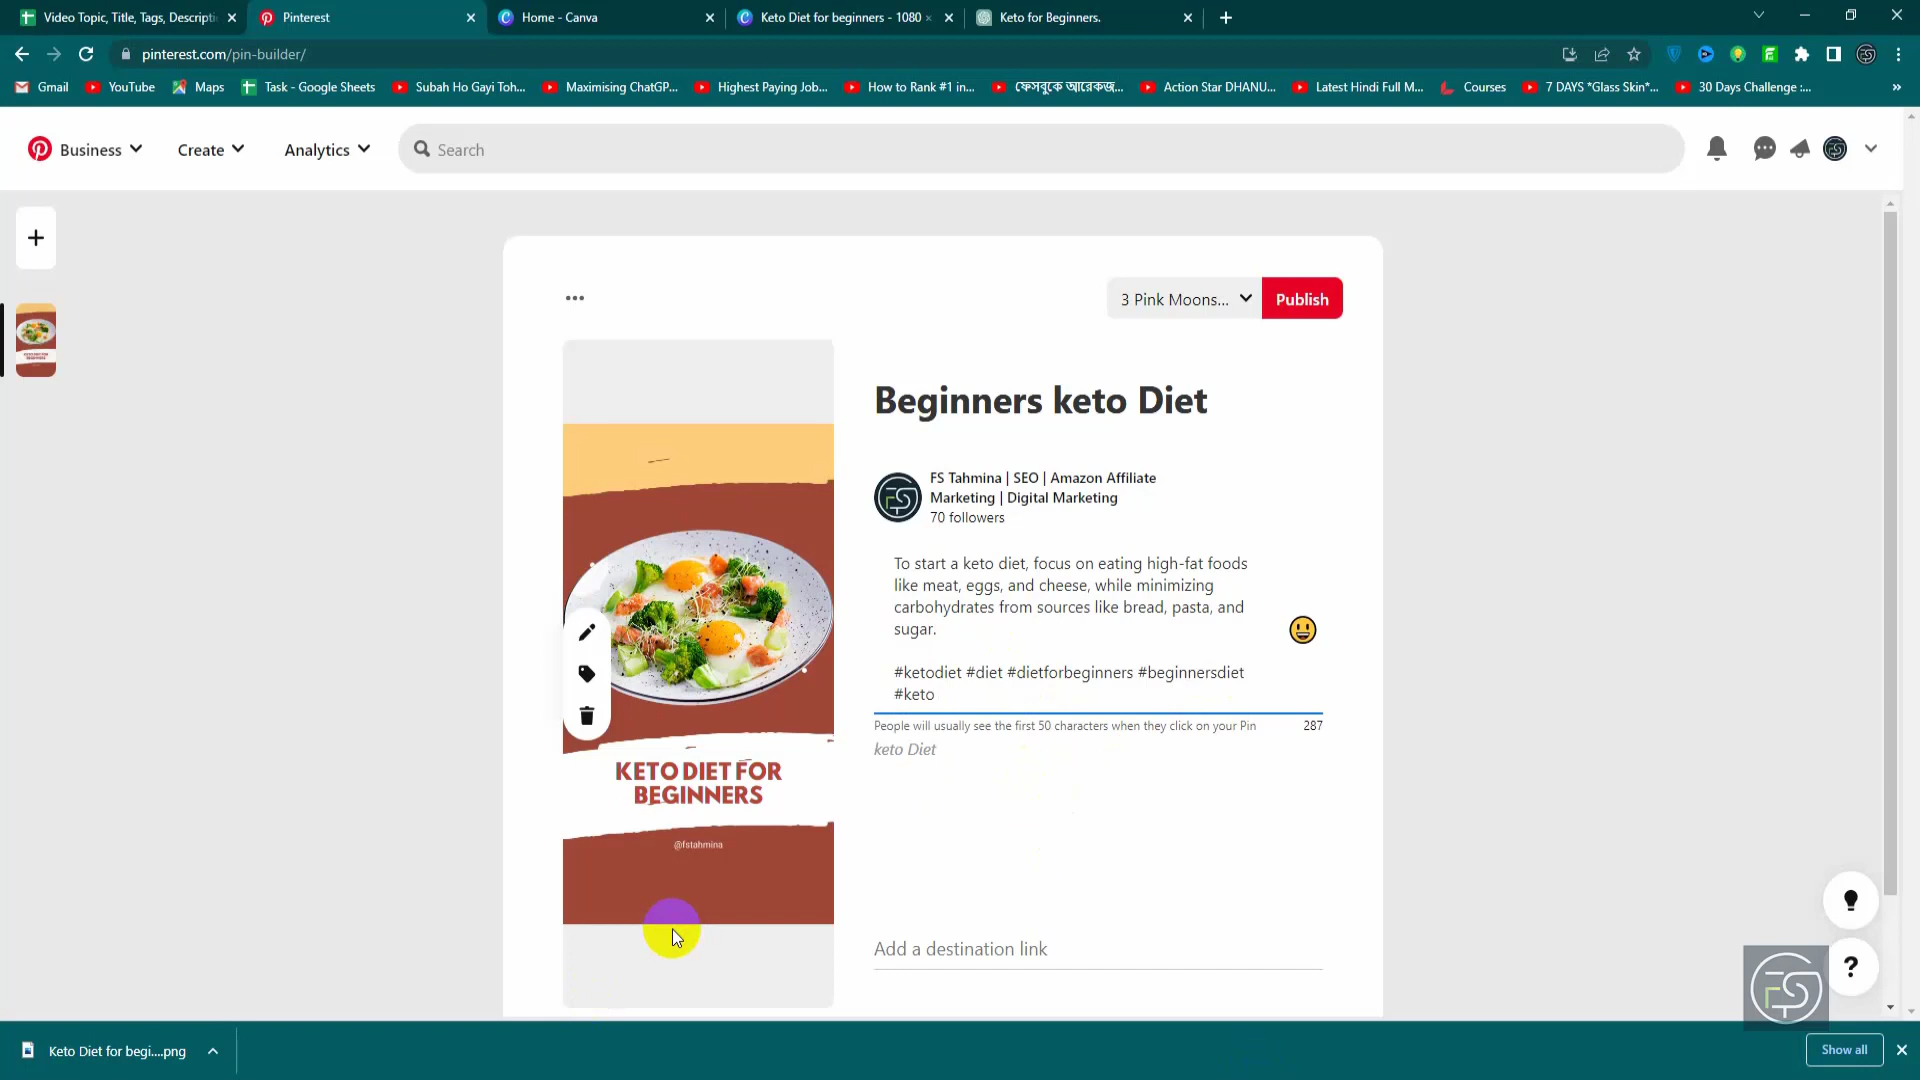 Video Topic, Title, Tags, Descripti
Pinterest
Home - Canva
Keto Diet for beginners - 1080
Keto for Beginners.
pinterest.com/pin-builder/
Gmail
YouTube
Maps
Task - Google Sheets
Subah Ho Gayi Toh...
Maximising ChatGP...
Highest Paying Job...
How to Rank #1 in...
ফেসবুকে আরেকজ...
Action Star DHANU...
Latest Hindi Full M...
Courses
7 DAYS *Glass Skin*...
30 Days Challenge :...
»
Business
Create
Analytics
Search
3 Pink Moons...
Publish
Beginners keto Diet
FS Tahmina | SEO | Amazon Affiliate
Marketing | Digital Marketing
70 followers
To start a keto diet, focus on eating high-fat foods
like meat, eggs, and cheese, while minimizing
carbohydrates from sources like bread, pasta, and
sugar.
#ketodiet #diet #dietforbeginners #beginnersdiet
#keto
People will usually see the first 50 characters when they click on your Pin
287
keto Diet
KETO DIET FOR
BEGINNERS
@fstahmina
Add a destination link
?
FS
Keto Diet for begi....png
Show all